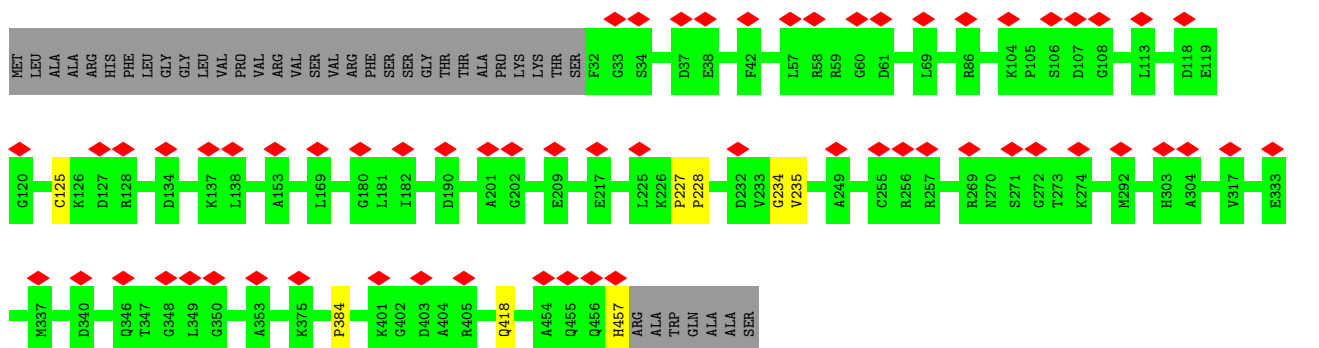 MET LEU ALA ALA ARG HIS PHE LEU GLY GLY LEU VAL PRO VAL ARG VAL SER VAL ARG PHE SER SER GLY THR THR ALA PRO LYS LYS THR SER F32 G33 S34 D37 E38 F42 L57 R58 R59 G60 D61 L69 R86 K104 P105 S106 D107 G108 L113 D118 E119
G120 C125 K126 D127 R128 D134 K137 L138 A153 L169 G180 L181 I182 D190 A201 G202 E209 E217 L225 K226 P227 P228 D232 V233 G234 V235 A249 C255 R256 R257 R269 N270 S271 G272 T273 K274 M292 H303 A304 V317 E333
M337 D340 Q346 T347 G348 L349 G350 A353 K375 P384 K401 G402 D403 A404 R405 Q418 A454 Q455 Q456 H457 ARG ALA TRP GLN ALA ALA SER